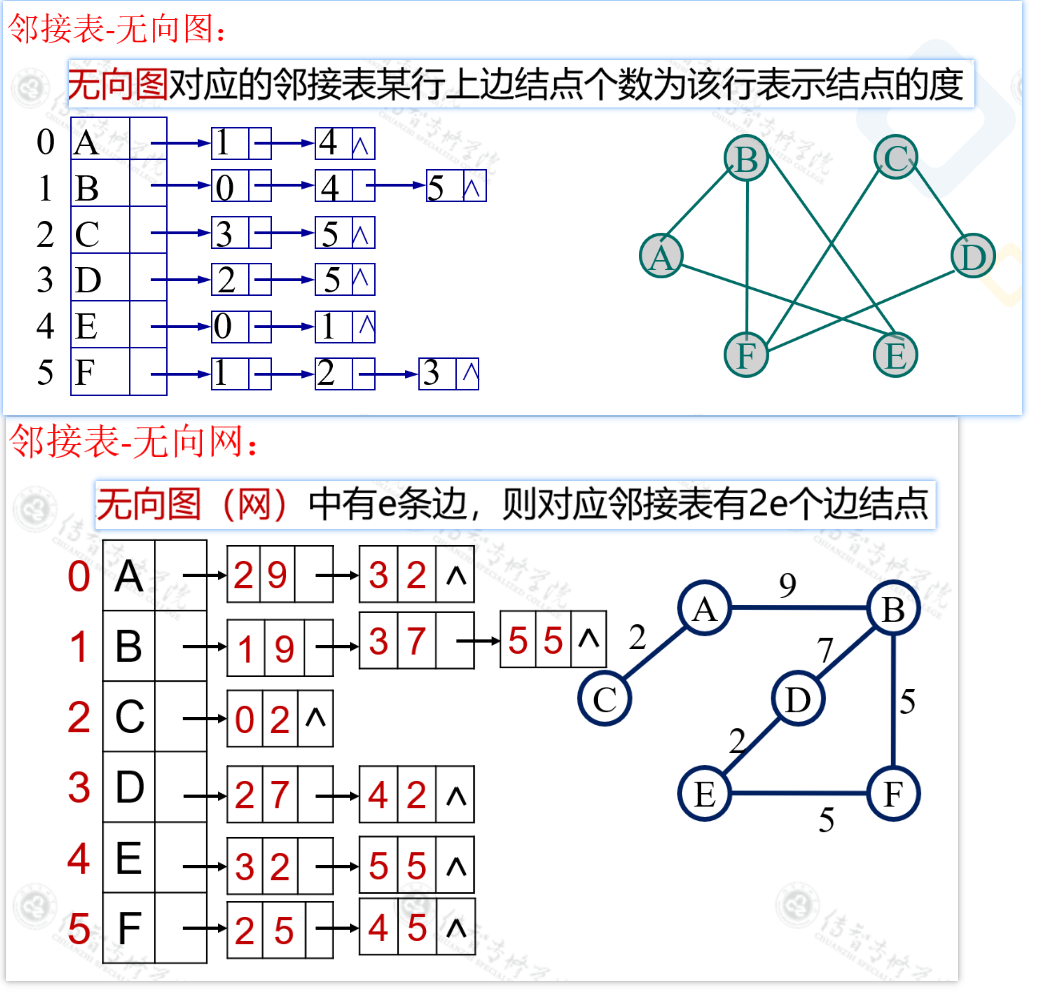 邻接表-无向图：
无向图对应的邻接表某行上边结点个数为该行表示结点的度
0 A 1 4 ^
1 B 0 4 5 ^
2 C 3 5 ^
3 D 2 5 ^
4 E 0 1 ^
5 F 1 2 3 ^
B C
A D
F E
邻接表-无向网：
无向图（网）中有e条边，则对应邻接表有2e个边结点
0 A 2 9 3 2 ^
1 B 1 9 3 7 5 5 ^
2 C 0 2 ^
3 D 2 7 4 2 ^
4 E 3 2 5 5 ^
5 F 2 5 4 5 ^
9
A B
2 7
C D 5
2
E F
5
传智专修学院